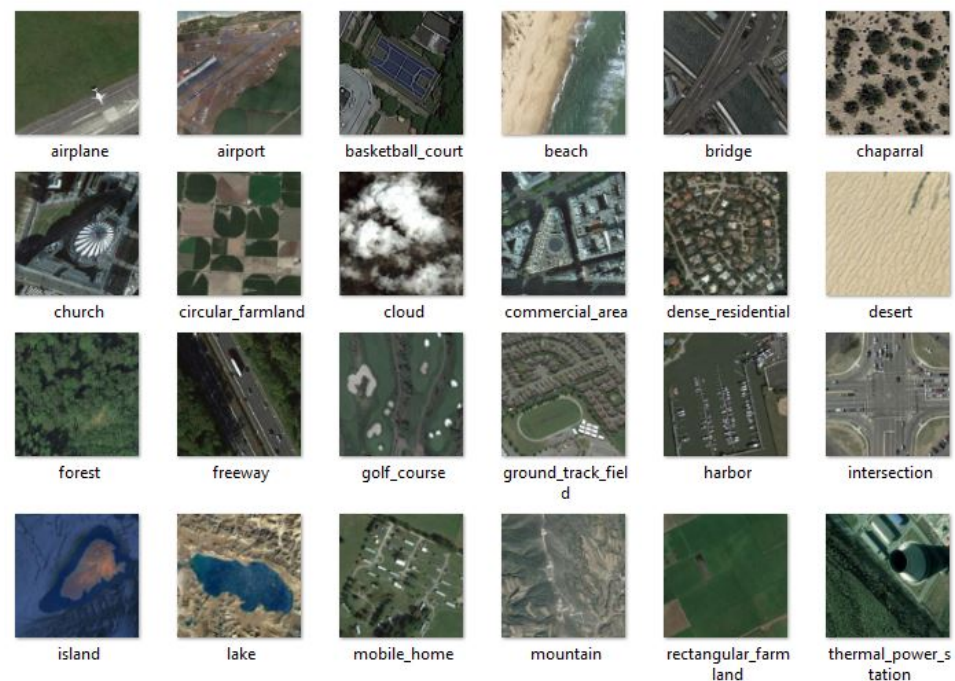 airplane
airport
basketball_court
beach
bridge
chaparral
church
circular_farmland
cloud
commercial_area
dense_residential
desert
forest
freeway
golf_course
ground_track_fiel
d
harbor
intersection
island
lake
mobile_home
mountain
rectangular_farm
land
thermal_power_s
tation